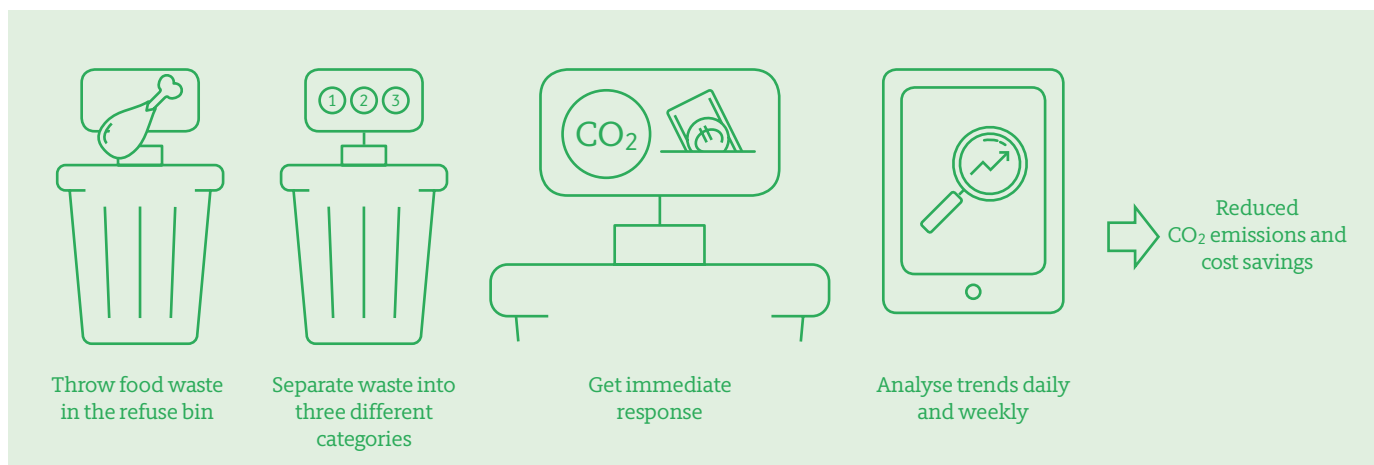 1 2 3
CO₂
Throw food waste
in the refuse bin
Separate waste into
three different
categories
Get immediate
response
Analyse trends daily
and weekly
Reduced
CO₂ emissions and
cost savings